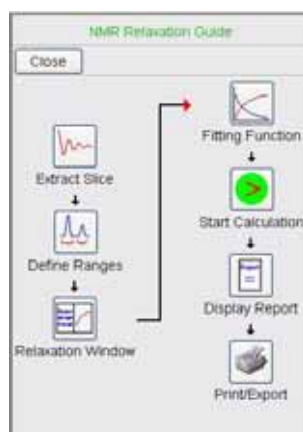 NMR Relaxation Guide
Close
Extract Slice
Define Ranges
Relaxation Window
Fitting Function
Start Calculation
Display Report
Print/Export